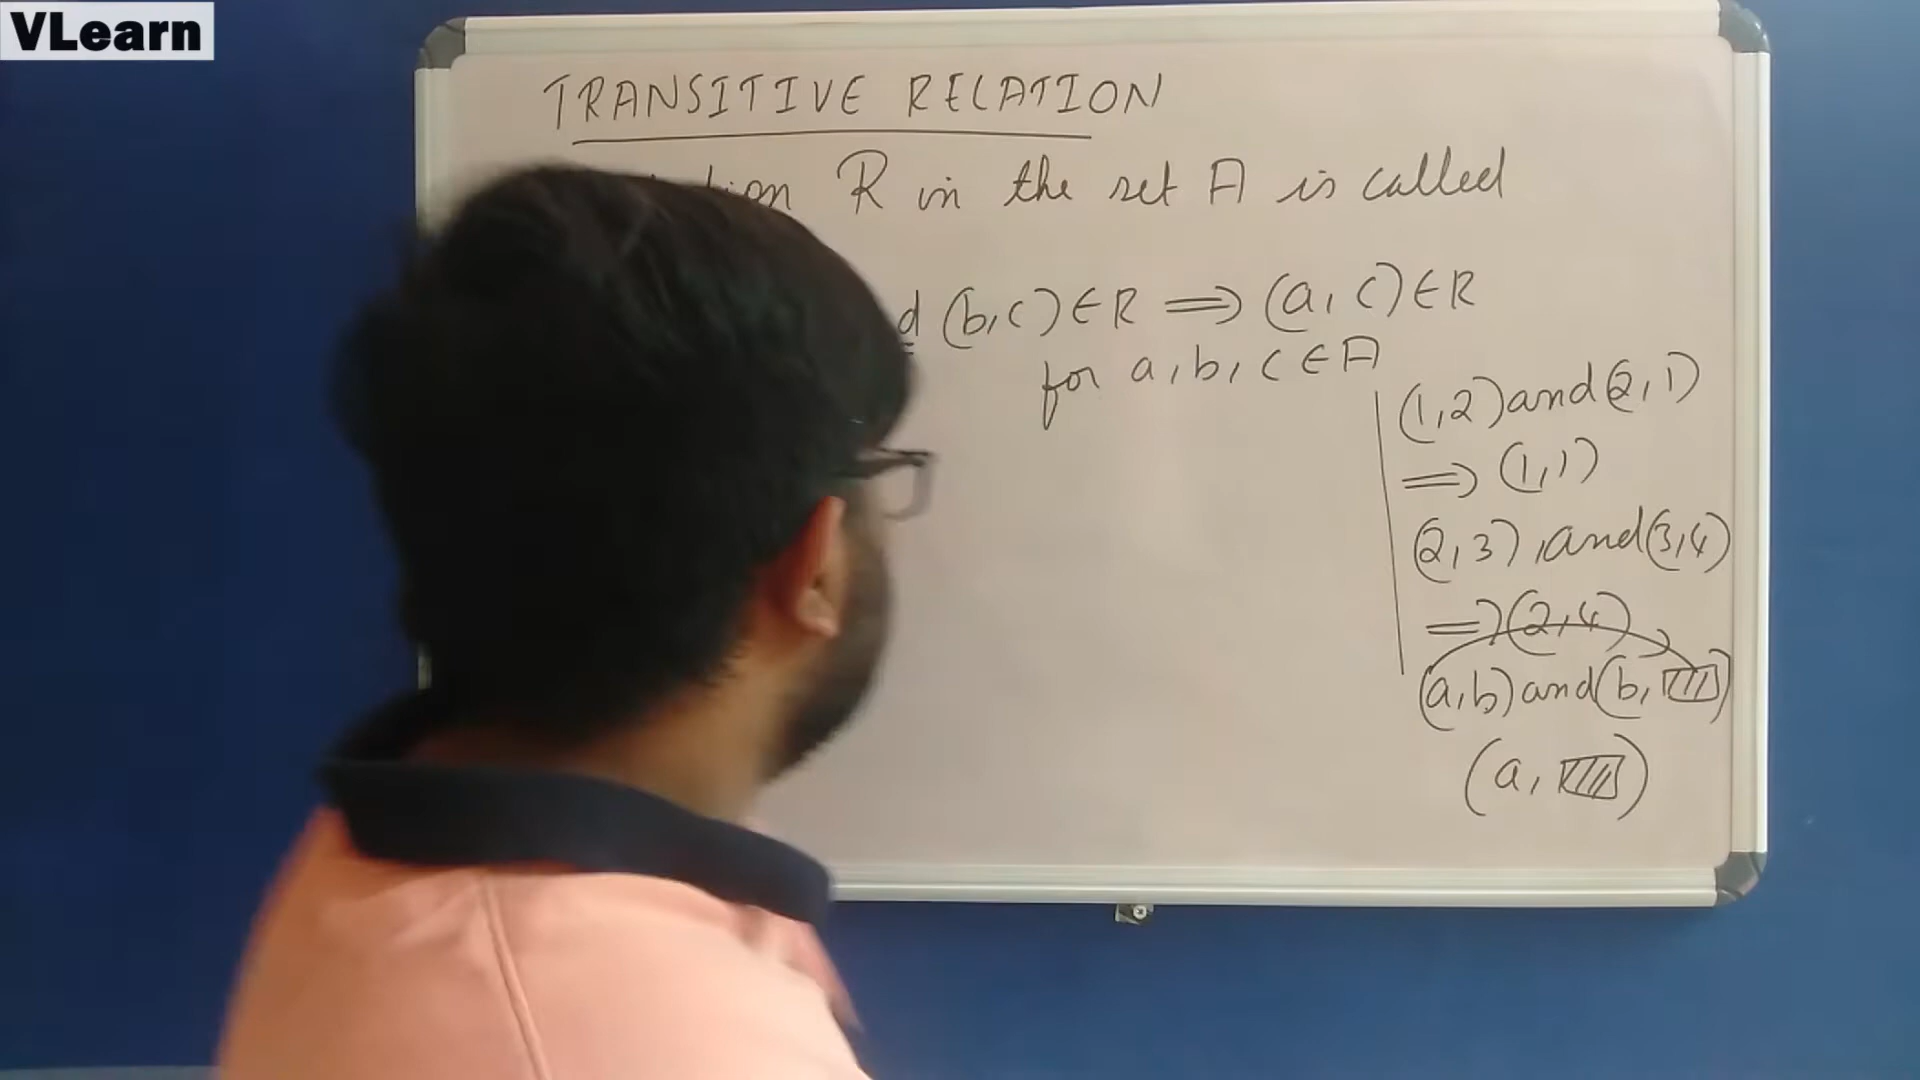 VLearn
TRANSITIVE RELATION
R in the set A is called
(b,c)∈R ⟹ (a,c)∈R
for a,b,c∈A
(1,2) and (2,1)
⟹ (1,1)
(2,3), and (3,4)
⟹ (2,4)
(a,b) and (b,
(a,